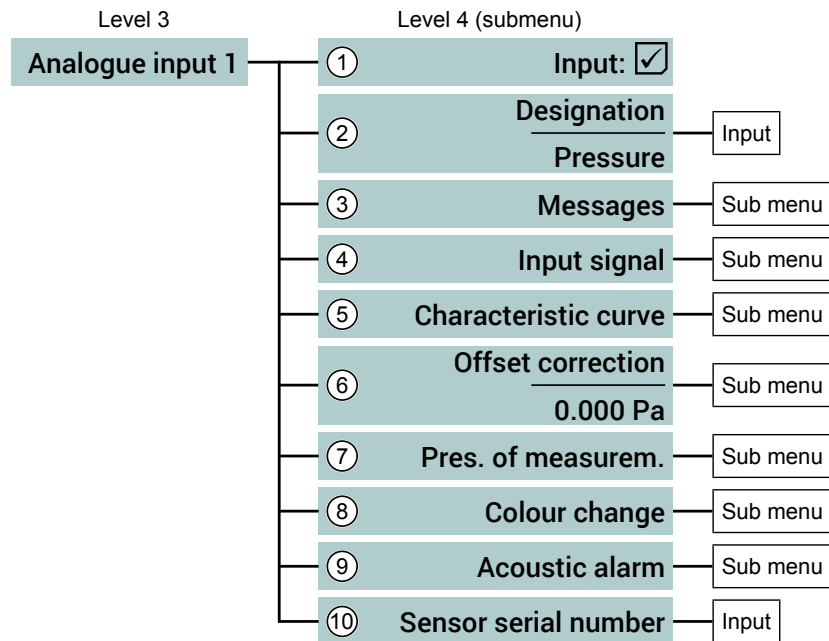 Level 3
Level 4 (submenu)
Analogue input 1
1 Input:
2 Designation
Pressure
Input
3 Messages Sub menu
4 Input signal Sub menu
5 Characteristic curve Sub menu
6 Offset correction
0.000 Pa
Sub menu
7 Pres. of measurem. Sub menu
8 Colour change Sub menu
9 Acoustic alarm Sub menu
10 Sensor serial number Input